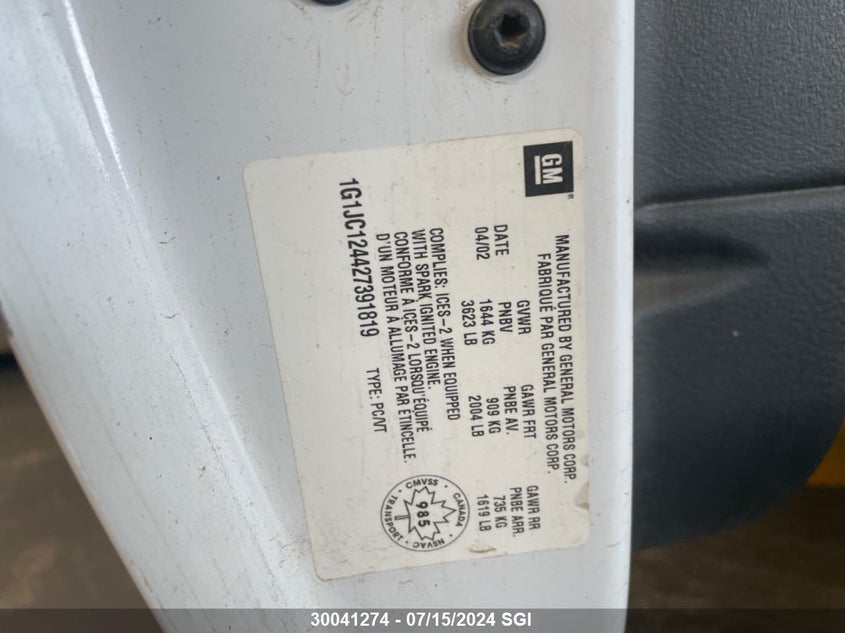 GM
MANUFACTURED BY GENERAL MOTORS CORP.
FABRIQUÉ PAR GENERAL MOTORS CORP.
DATE GVWR GAWR FRT GAWR RR
PNBV PNBE AV. PNBE ARR.
04/02 1644 KG 909 KG 735 KG
3623 LB 2004 LB 1619 LB
COMPLIES: ICES-2 WHEN EQUIPPED
WITH SPARK IGNITED ENGINE.
CONFORME À ICES-2 LORSQU'ÉQUIPÉ
D'UN MOTEUR À ALLUMAGE PAR ÉTINCELLE.
1G1JC124427391819 TYPE: PC/VT
CMVSS
CANADA
985
NSVAC
TRANSPORT
30041274 - 07/15/2024 SGI